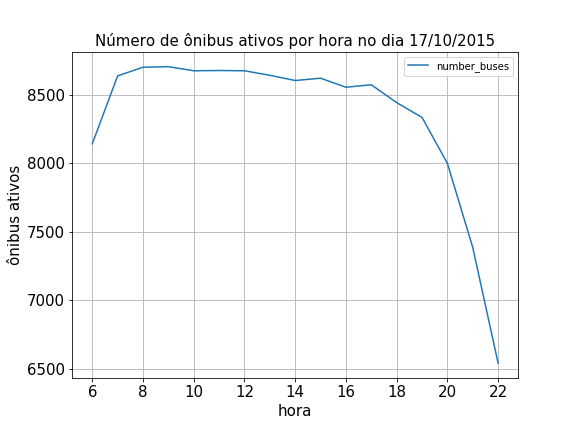 Número de ônibus ativos por hora no dia 17/10/2015
number_buses
8500
8000
7500
7000
6500
ônibus ativos
6 8 10 12 14 16 18 20 22
hora